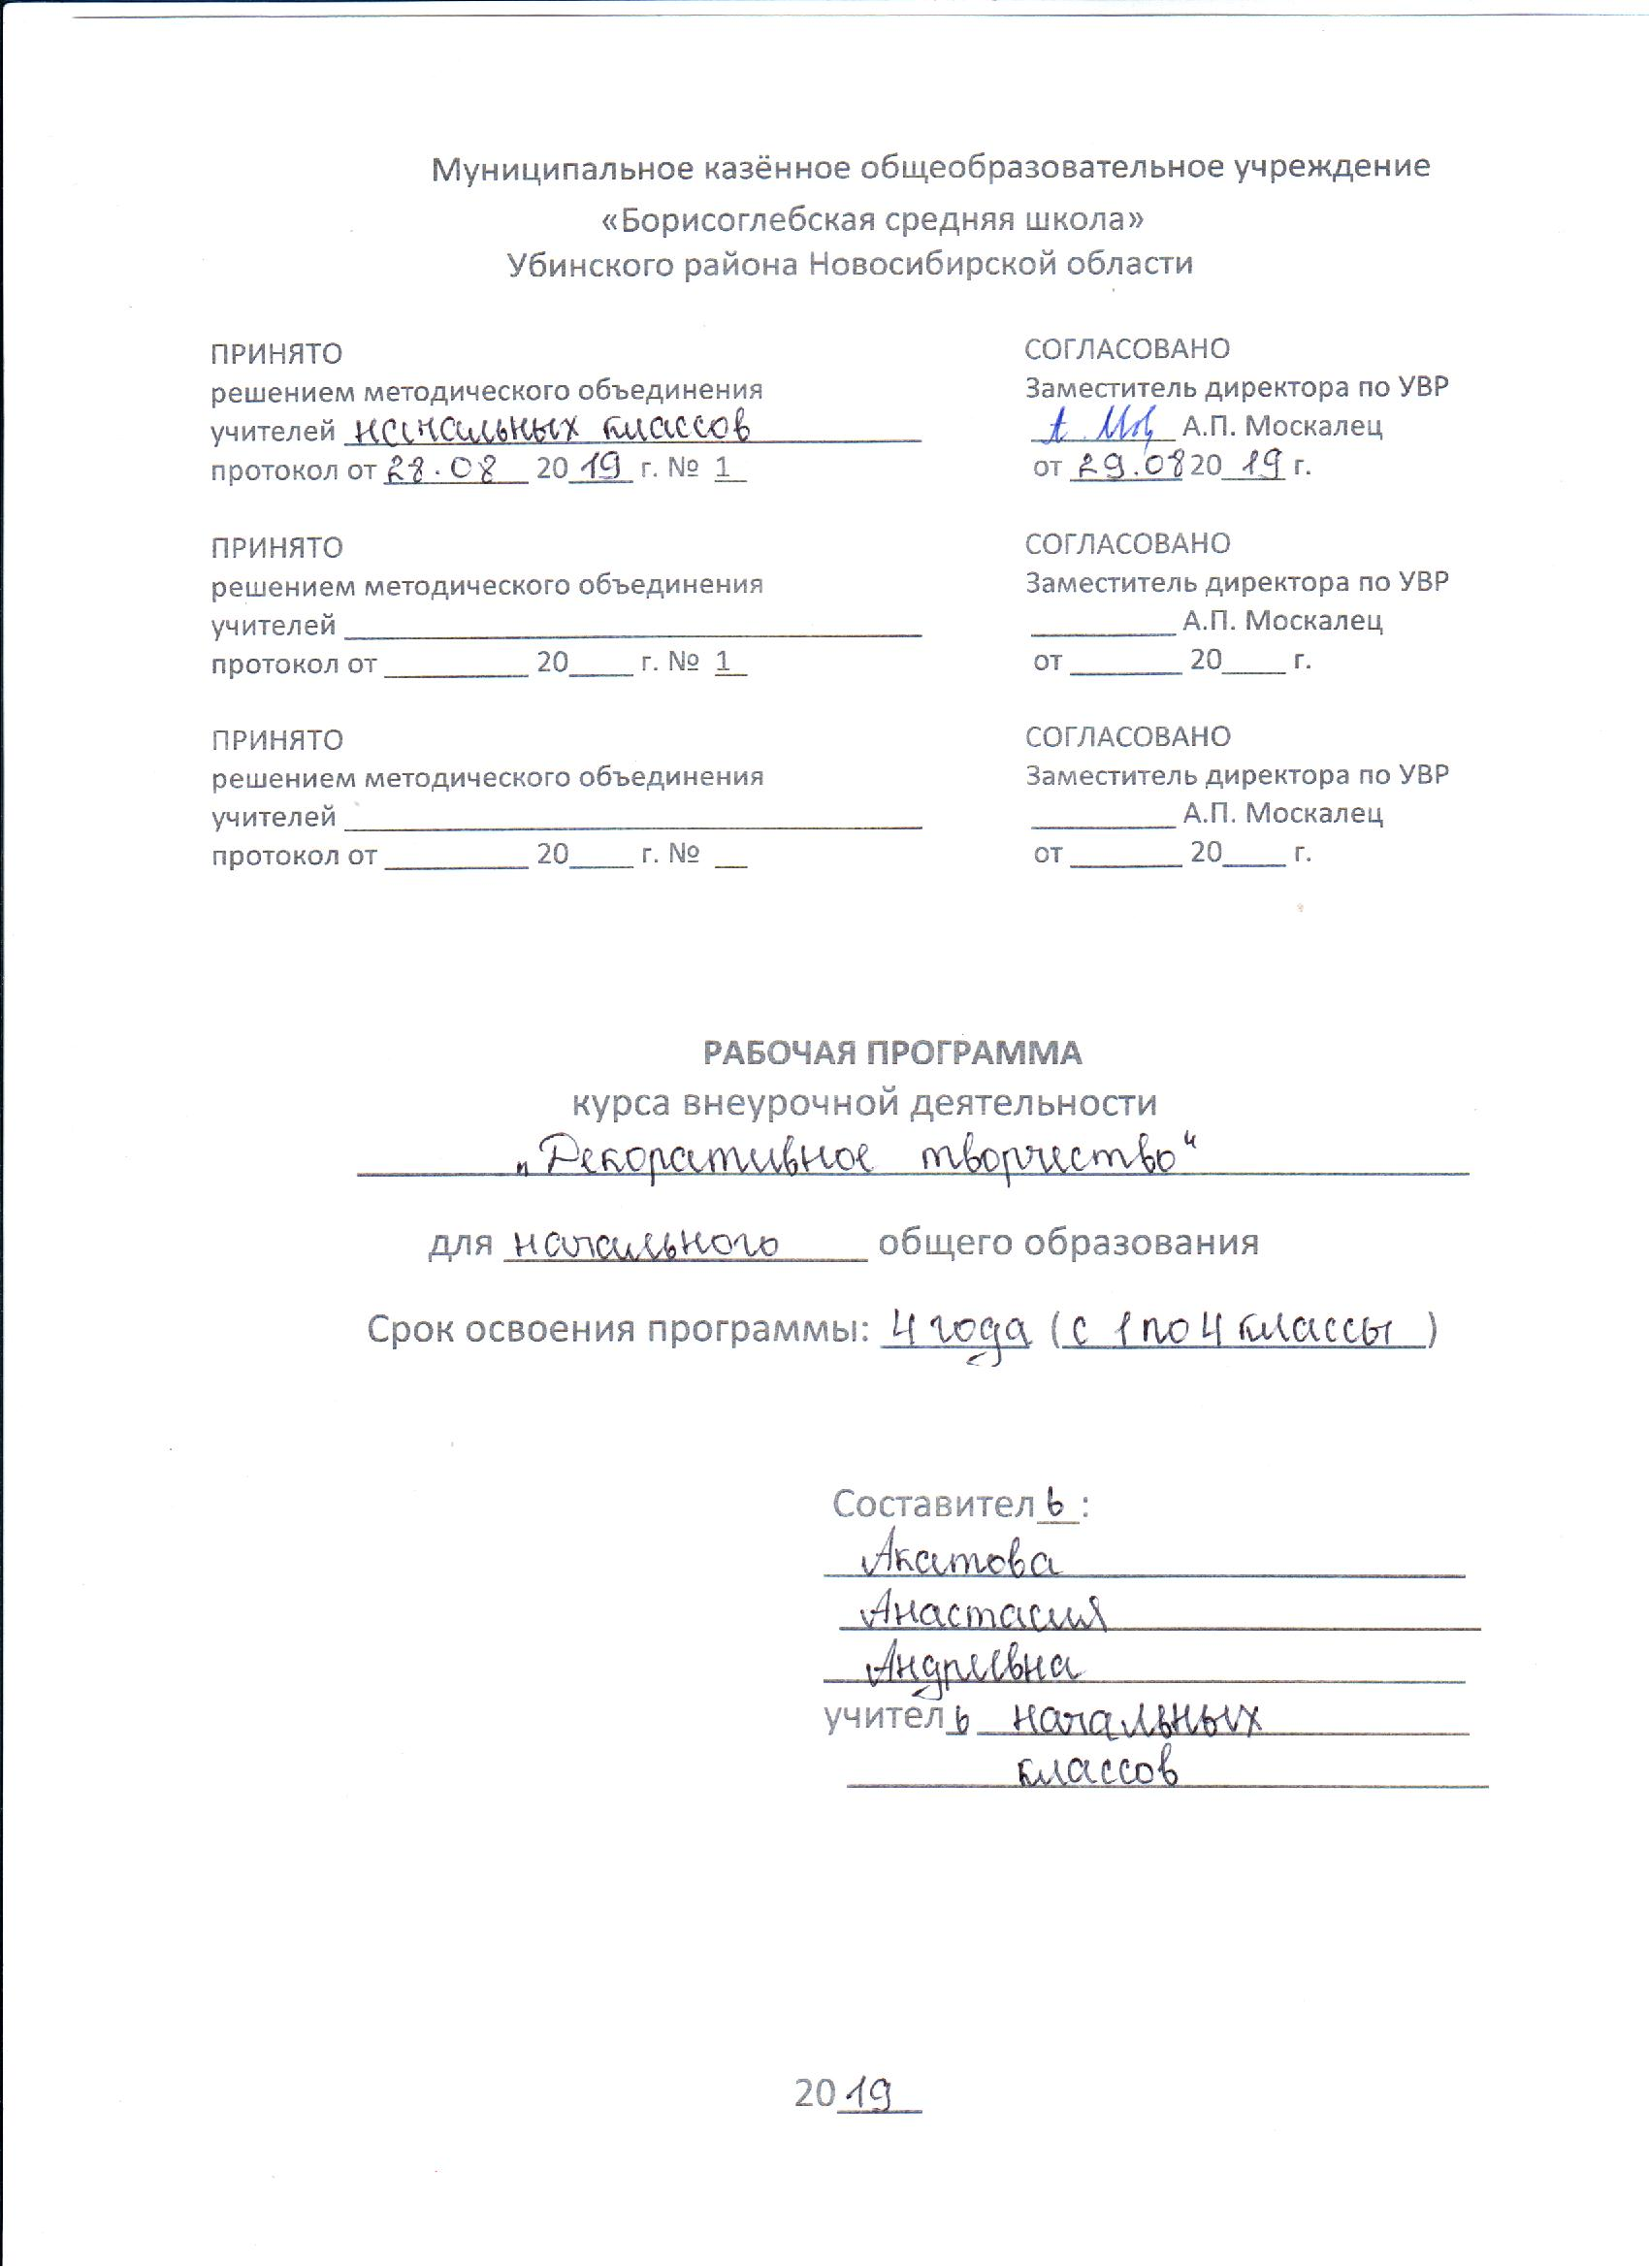 Муниципальное казённое общеобразовательное учреждение
«Борисоглебская средняя школа»
Убинского района Новосибирской области
ПРИНЯТО
решением методического объединения
учителей начальных классов
протокол от 28.08 2019 г. № 1
СОГЛАСОВАНО
Заместитель директора по УВР
А.П. Москалец
от 29.08 2019 г.
ПРИНЯТО
решением методического объединения
учителей
протокол от 20 г. № 1
СОГЛАСОВАНО
Заместитель директора по УВР
А.П. Москалец
от 20 г.
ПРИНЯТО
решением методического объединения
учителей
протокол от 20 г. №
СОГЛАСОВАНО
Заместитель директора по УВР
А.П. Москалец
от 20 г.
РАБОЧАЯ ПРОГРАММА
курса внеурочной деятельности
„Декоративное творчество“
для начального общего образования
Срок освоения программы: 4 года (с 1 по 4 классы)
Составитель:
Акатова
Анастасия
Андреевна
учитель начальных
классов
2019